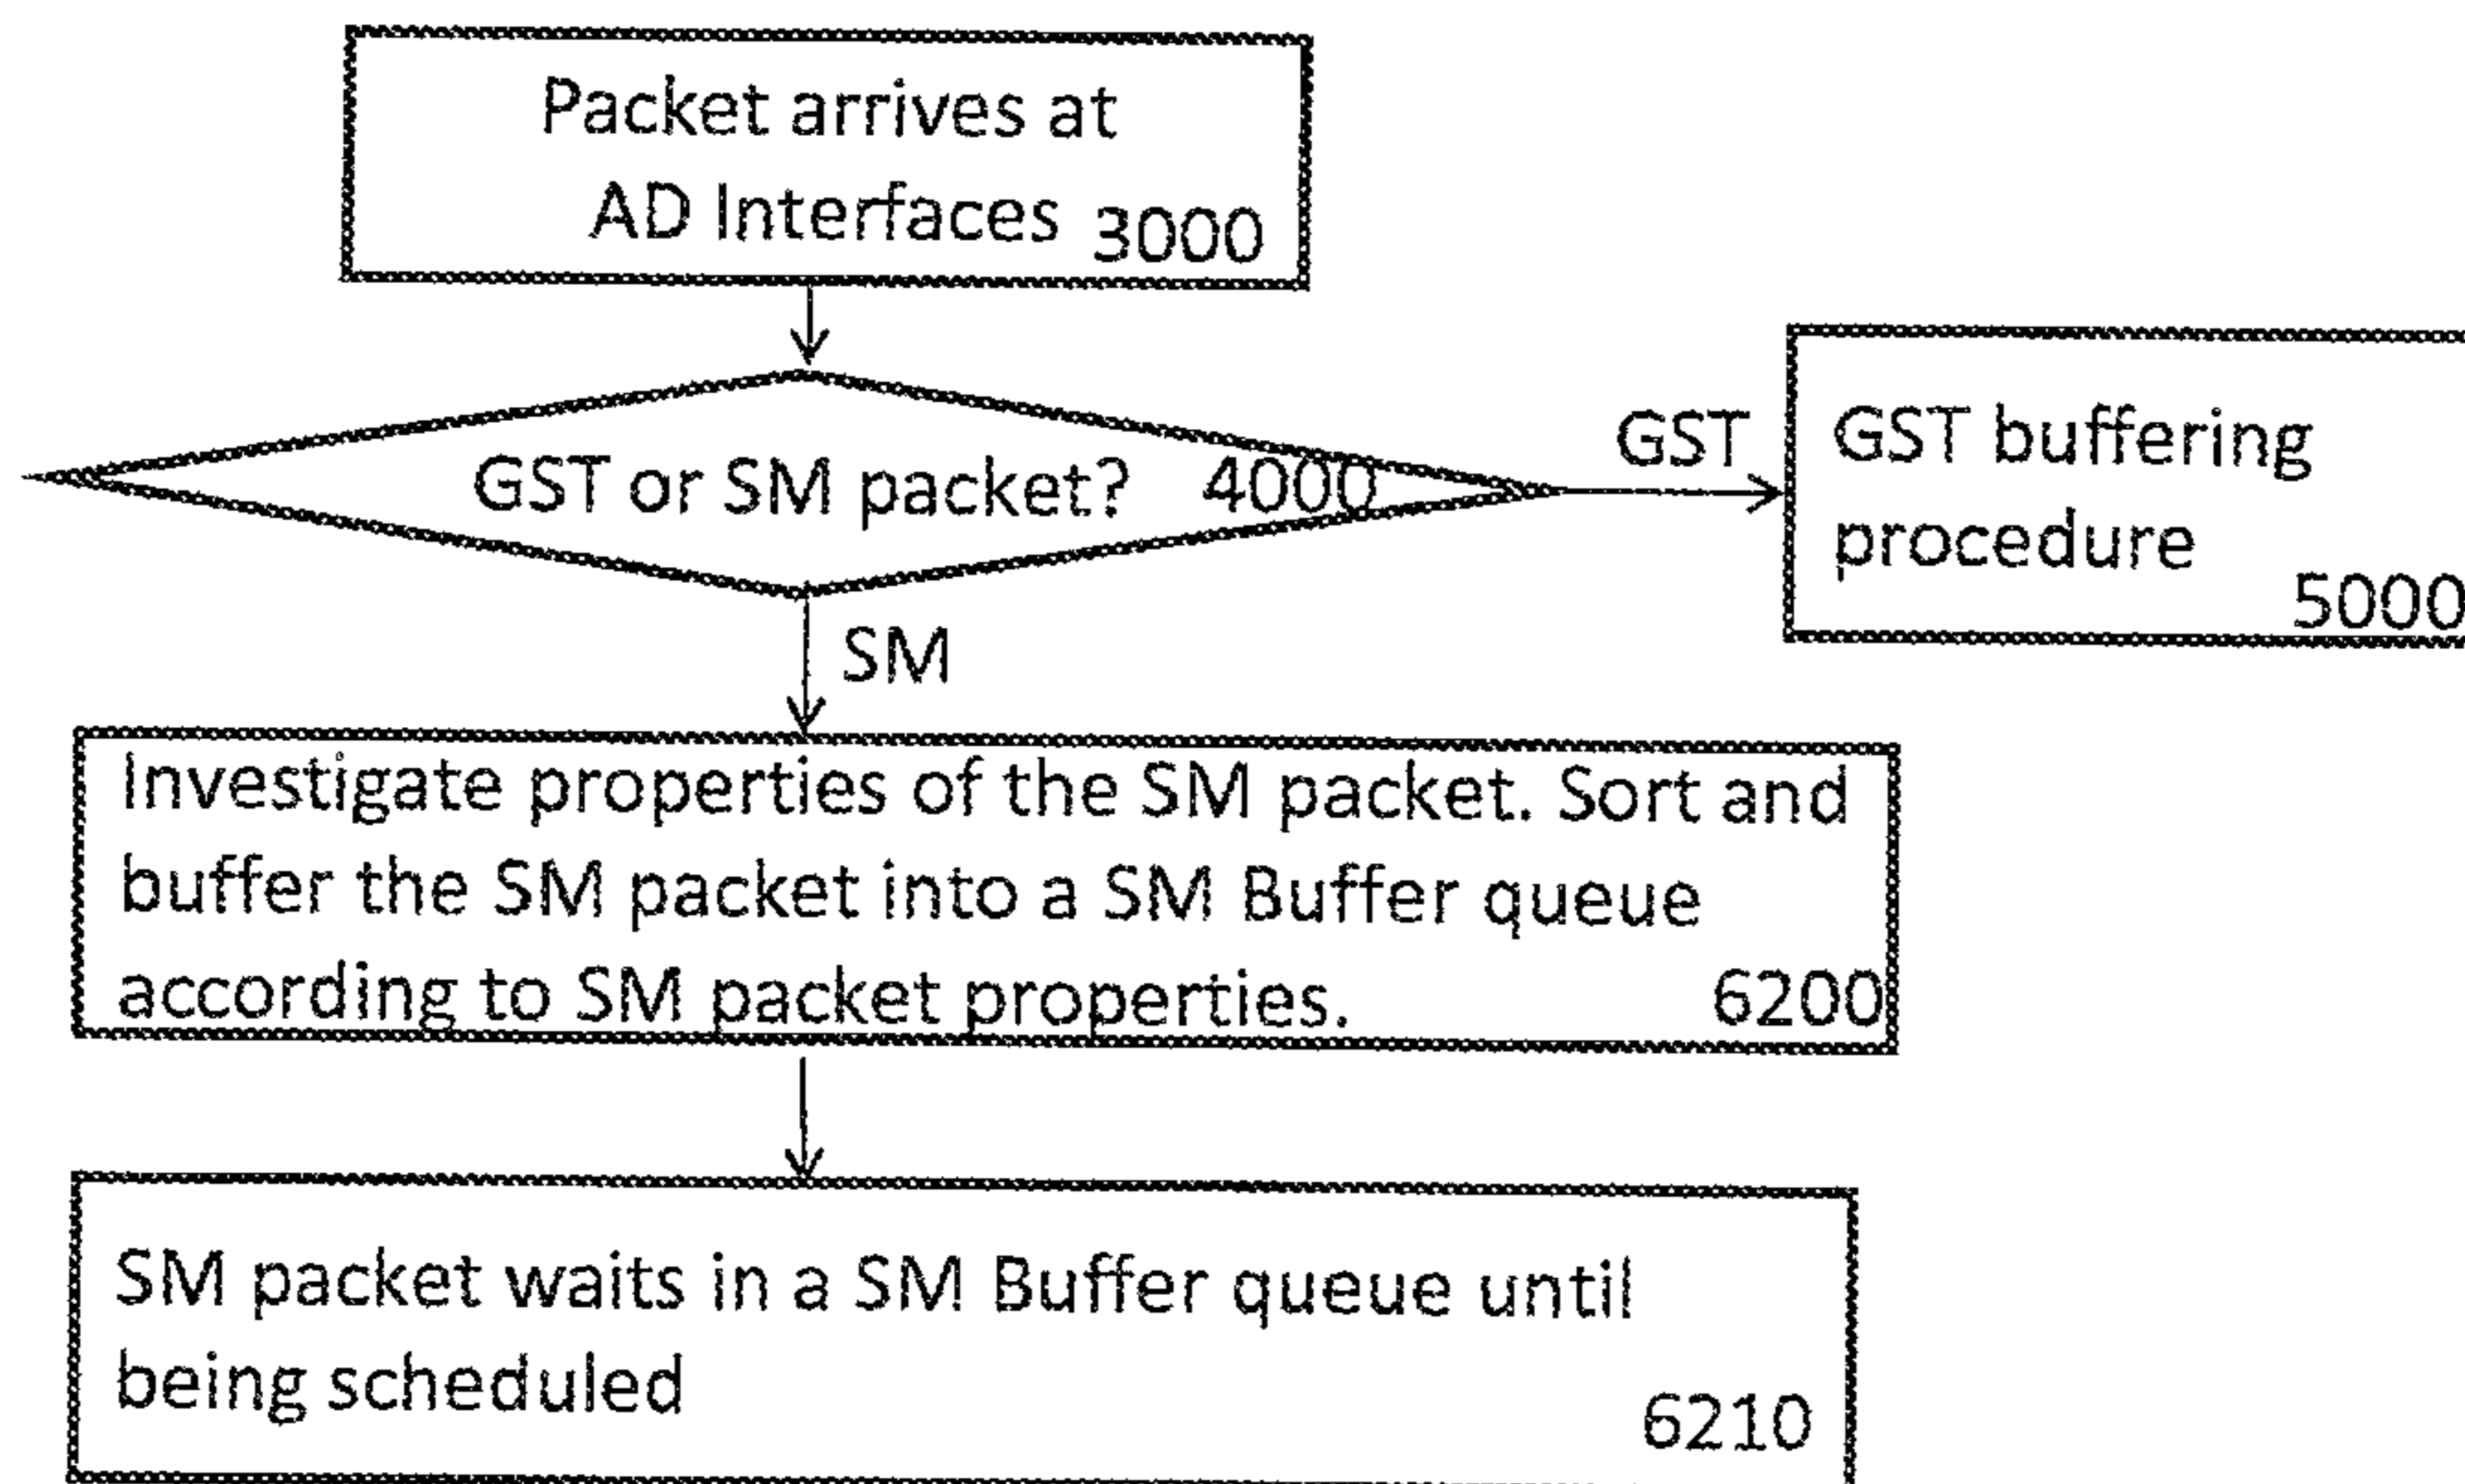 Packet arrives at
AD Interfaces 3000
GST or SM packet? 4000
GST
GST buffering
procedure
5000
SM
Investigate properties of the SM packet. Sort and
buffer the SM packet into a SM Buffer queue
according to SM packet properties. 6200
SM packet waits in a SM Buffer queue until
being scheduled
6210